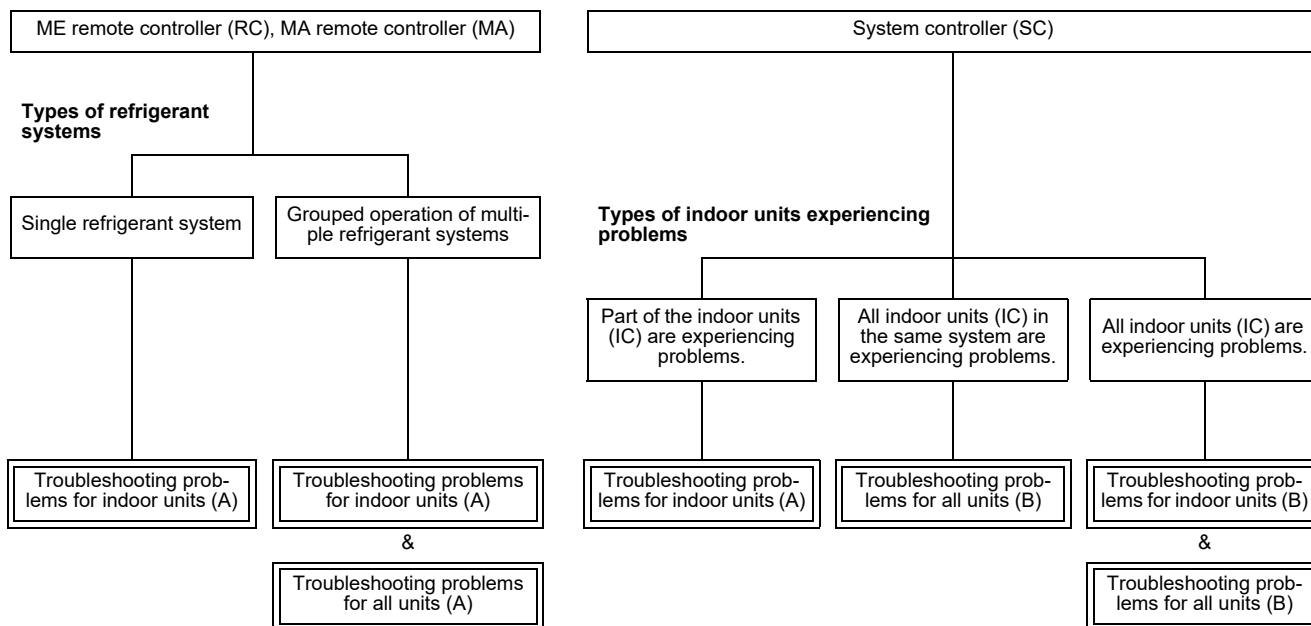 ME remote controller (RC), MA remote controller (MA)
System controller (SC)
Types of refrigerant
systems
Single refrigerant system
Grouped operation of multi-
ple refrigerant systems
Types of indoor units experiencing
problems
Part of the indoor units
(IC) are experiencing
problems.
All indoor units (IC) in
the same system are
experiencing problems.
All indoor units (IC) are
experiencing problems.
Troubleshooting prob-
lems for indoor units (A)
Troubleshooting problems
for indoor units (A)
&
Troubleshooting problems
for all units (A)
Troubleshooting prob-
lems for indoor units (A)
Troubleshooting prob-
lems for all units (B)
Troubleshooting prob-
lems for indoor units (B)
&
Troubleshooting prob-
lems for all units (B)